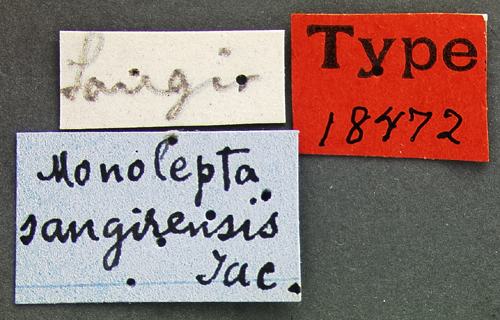 Sangir
Type
18472
Monolepta
sangirensis
Jac.